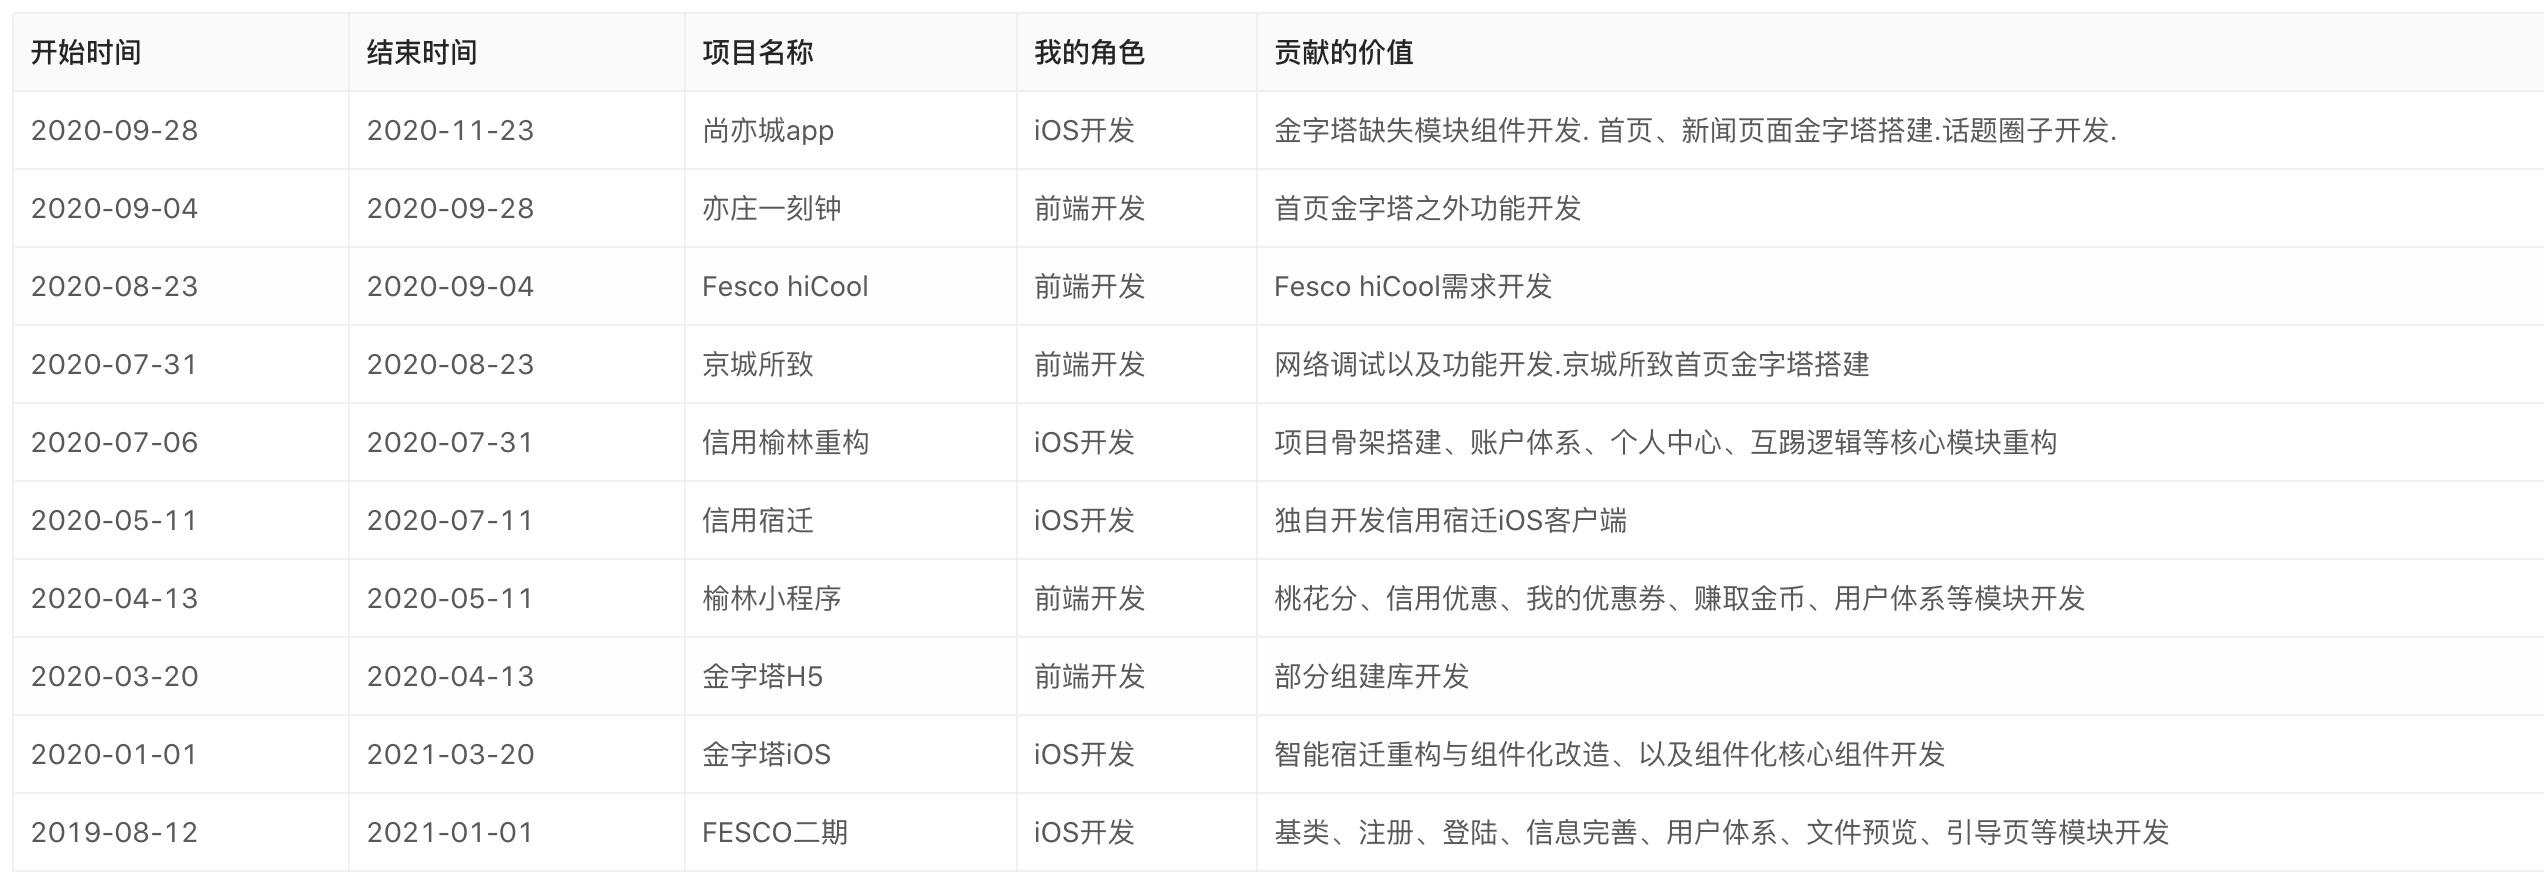 开始时间 结束时间 项目名称 我的角色 贡献的价值
2020-09-28 2020-11-23 尚亦城app iOS开发 金字塔缺失模块组件开发. 首页、新闻页面金字塔搭建.话题圈子开发.
2020-09-04 2020-09-28 亦庄一刻钟 前端开发 首页金字塔之外功能开发
2020-08-23 2020-09-04 Fesco hiCool 前端开发 Fesco hiCool需求开发
2020-07-31 2020-08-23 京城所致 前端开发 网络调试以及功能开发.京城所致首页金字塔搭建
2020-07-06 2020-07-31 信用榆林重构 iOS开发 项目骨架搭建、账户体系、个人中心、互踢逻辑等核心模块重构
2020-05-11 2020-07-11 信用宿迁 iOS开发 独自开发信用宿迁iOS客户端
2020-04-13 2020-05-11 榆林小程序 前端开发 桃花分、信用优惠、我的优惠券、赚取金币、用户体系等模块开发
2020-03-20 2020-04-13 金字塔H5 前端开发 部分组建库开发
2020-01-01 2021-03-20 金字塔iOS iOS开发 智能宿迁重构与组件化改造、以及组件化核心组件开发
2019-08-12 2021-01-01 FESCO二期 iOS开发 基类、注册、登陆、信息完善、用户体系、文件预览、引导页等模块开发